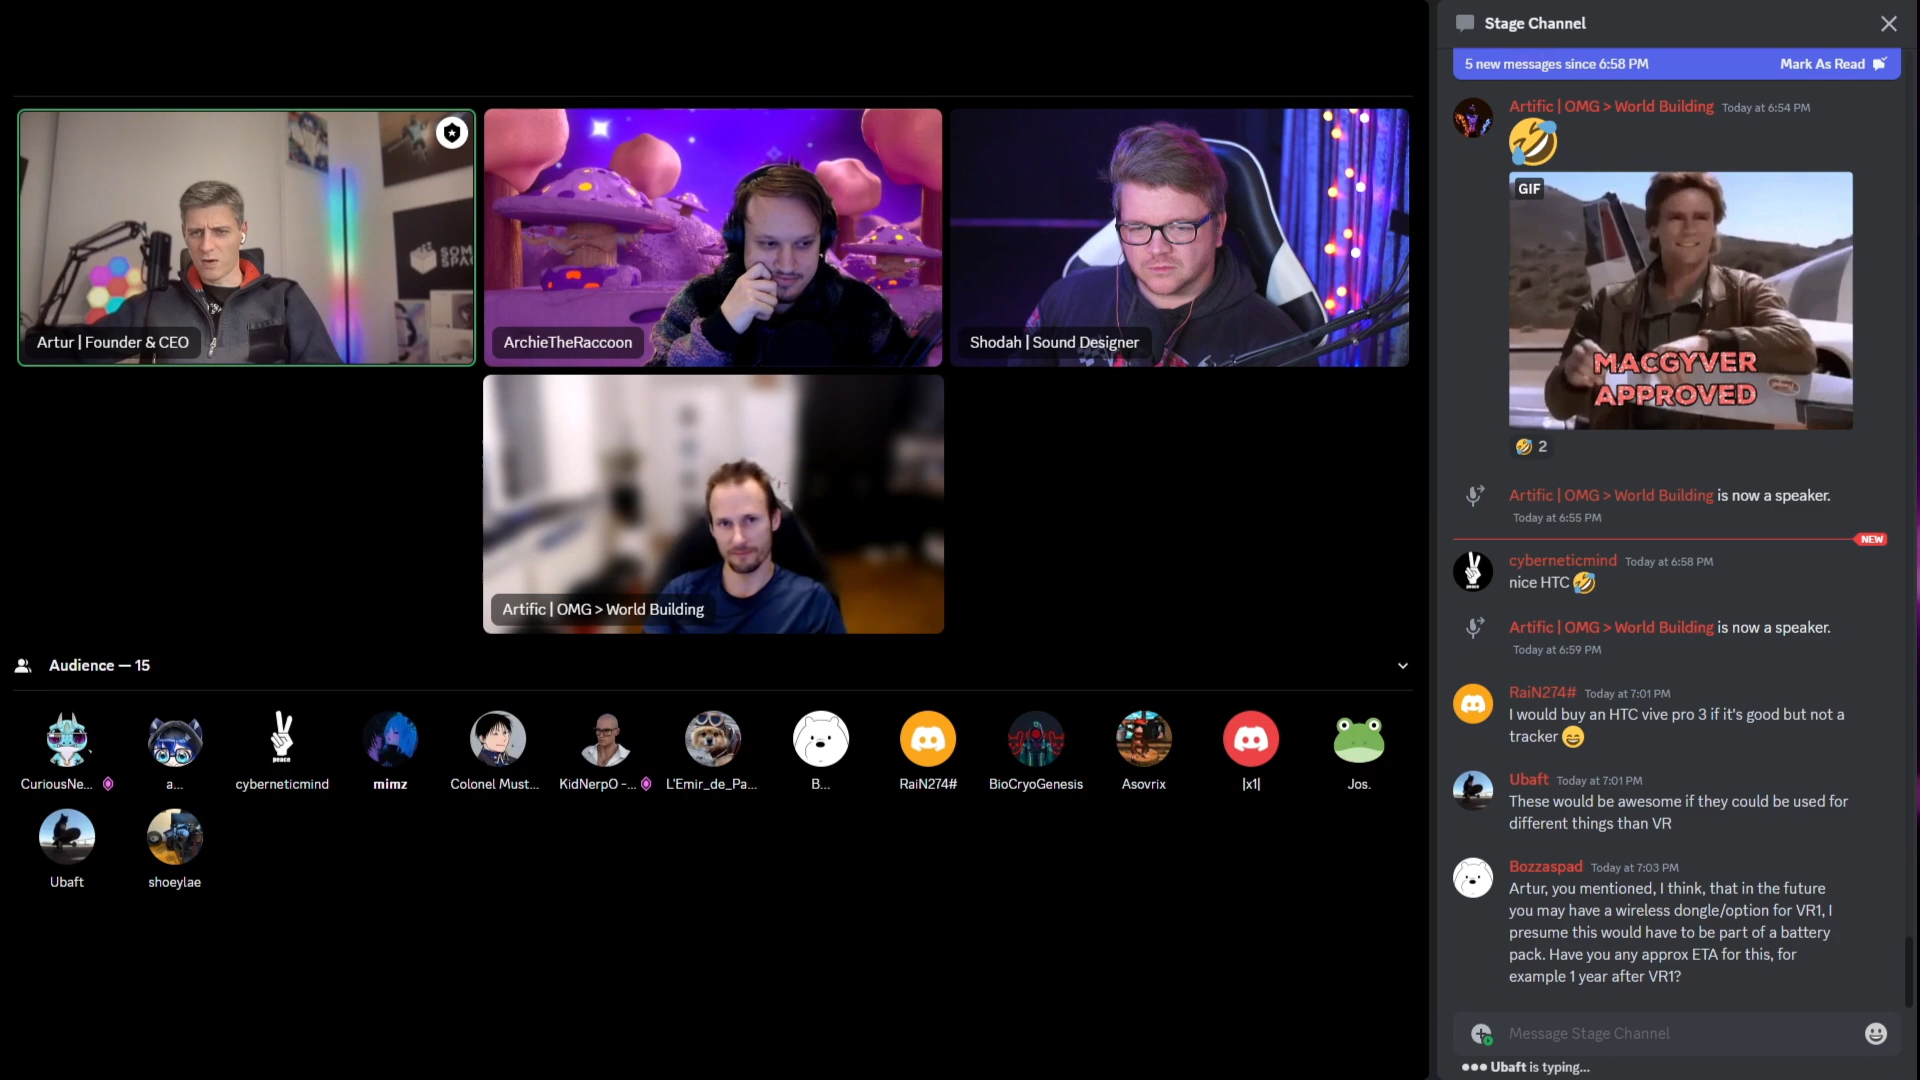 SOM
SPA
Artur | Founder & CEO
ArchieTheRaccoon
Shodah | Sound Designer
Artific | OMG > World Building
Audience — 15
CuriousNe...
a...
cyberneticmind
mimz
Colonel Must...
KidNerpO -...
L'Emir_de_Pa...
B...
RaiN274#
BioCryoGenesis
Asovrix
|x1|
Jos.
Ubaft
shoeylae
Stage Channel
5 new messages since 6:58 PM
Mark As Read
Artific | OMG > World Building Today at 6:54 PM
GIF
MACGYVER
APPROVED
2
Artific | OMG > World Building is now a speaker.
Today at 6:55 PM
NEW
cyberneticmind Today at 6:58 PM
nice HTC 🤣
Artific | OMG > World Building is now a speaker.
Today at 6:59 PM
RaiN274# Today at 7:01 PM
I would buy an HTC vive pro 3 if it's good but not a
tracker 😄
Ubaft Today at 7:01 PM
These would be awesome if they could be used for
different things than VR
Bozzaspad Today at 7:03 PM
Artur, you mentioned, I think, that in the future
you may have a wireless dongle/option for VR1, I
presume this would have to be part of a battery
pack. Have you any approx ETA for this, for
example 1 year after VR1?
Message Stage Channel
Ubaft is typing...